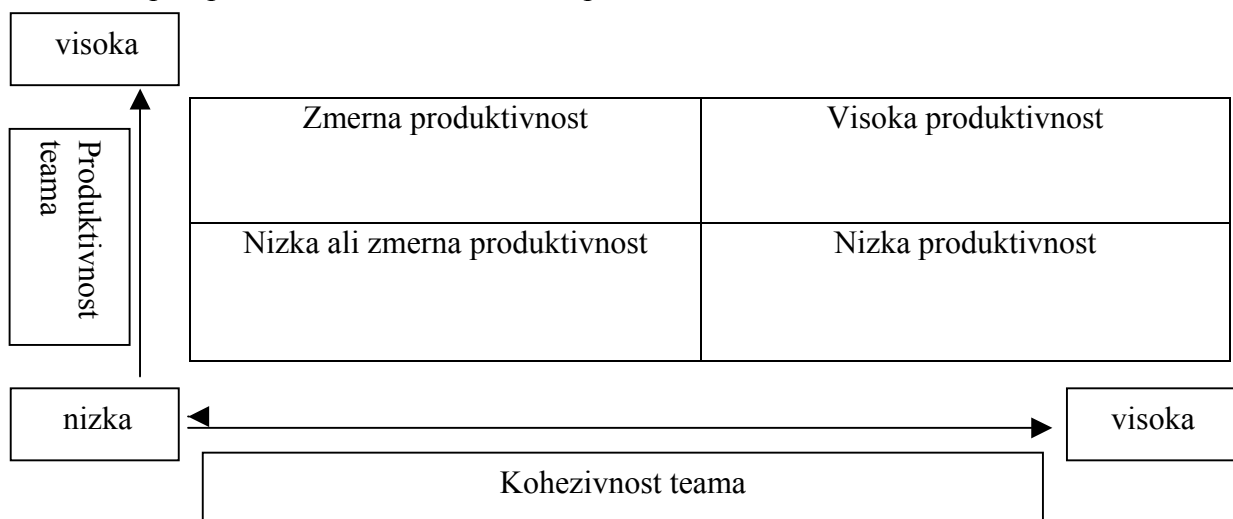 visoka
Zmerna produktivnost
Visoka produktivnost
Produktivnost
teama
Nizka ali zmerna produktivnost
Nizka produktivnost
nizka
visoka
Kohezivnost teama